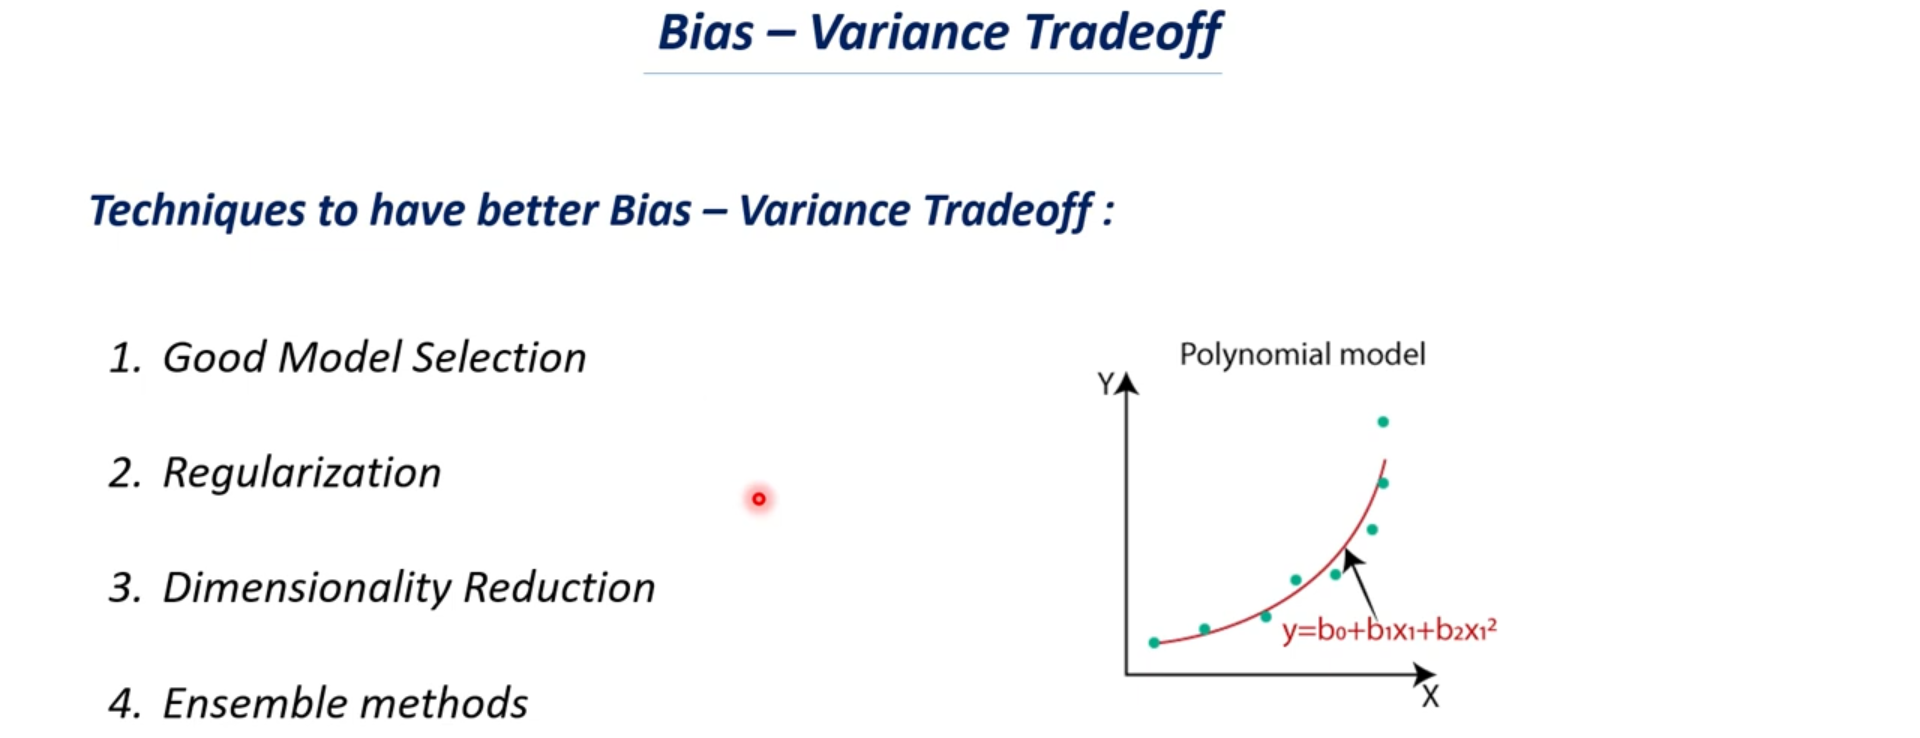 Bias – Variance Tradeoff
Techniques to have better Bias – Variance Tradeoff :
1. Good Model Selection
2. Regularization
3. Dimensionality Reduction
4. Ensemble methods
Polynomial model
Y
y=b₀+b₁x₁+b₂x₁²
X